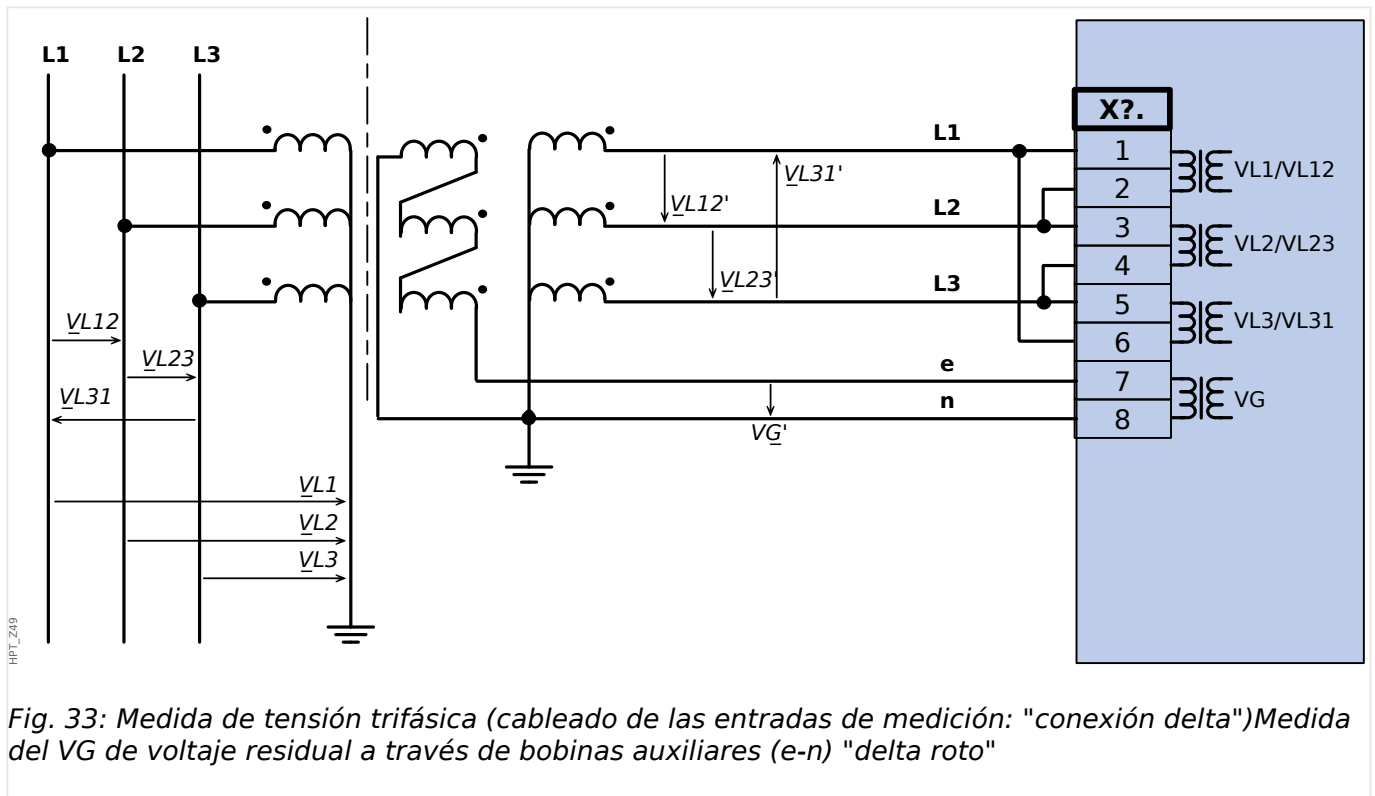 L1 L2 L3
X?.
L1
1
VL31'
VL1/VL12
2
VL12'
L2
3
VL2/VL23
4
VL23'
L3
5
VL3/VL31
VL12
6
VL23
e
7
VL31
n
VG
8
VG'
VL1
VL2
VL3
HPT_Z49
Fig. 33: Medida de tensión trifásica (cableado de las entradas de medición: "conexión delta")Medida
del VG de voltaje residual a través de bobinas auxiliares (e-n) "delta roto"